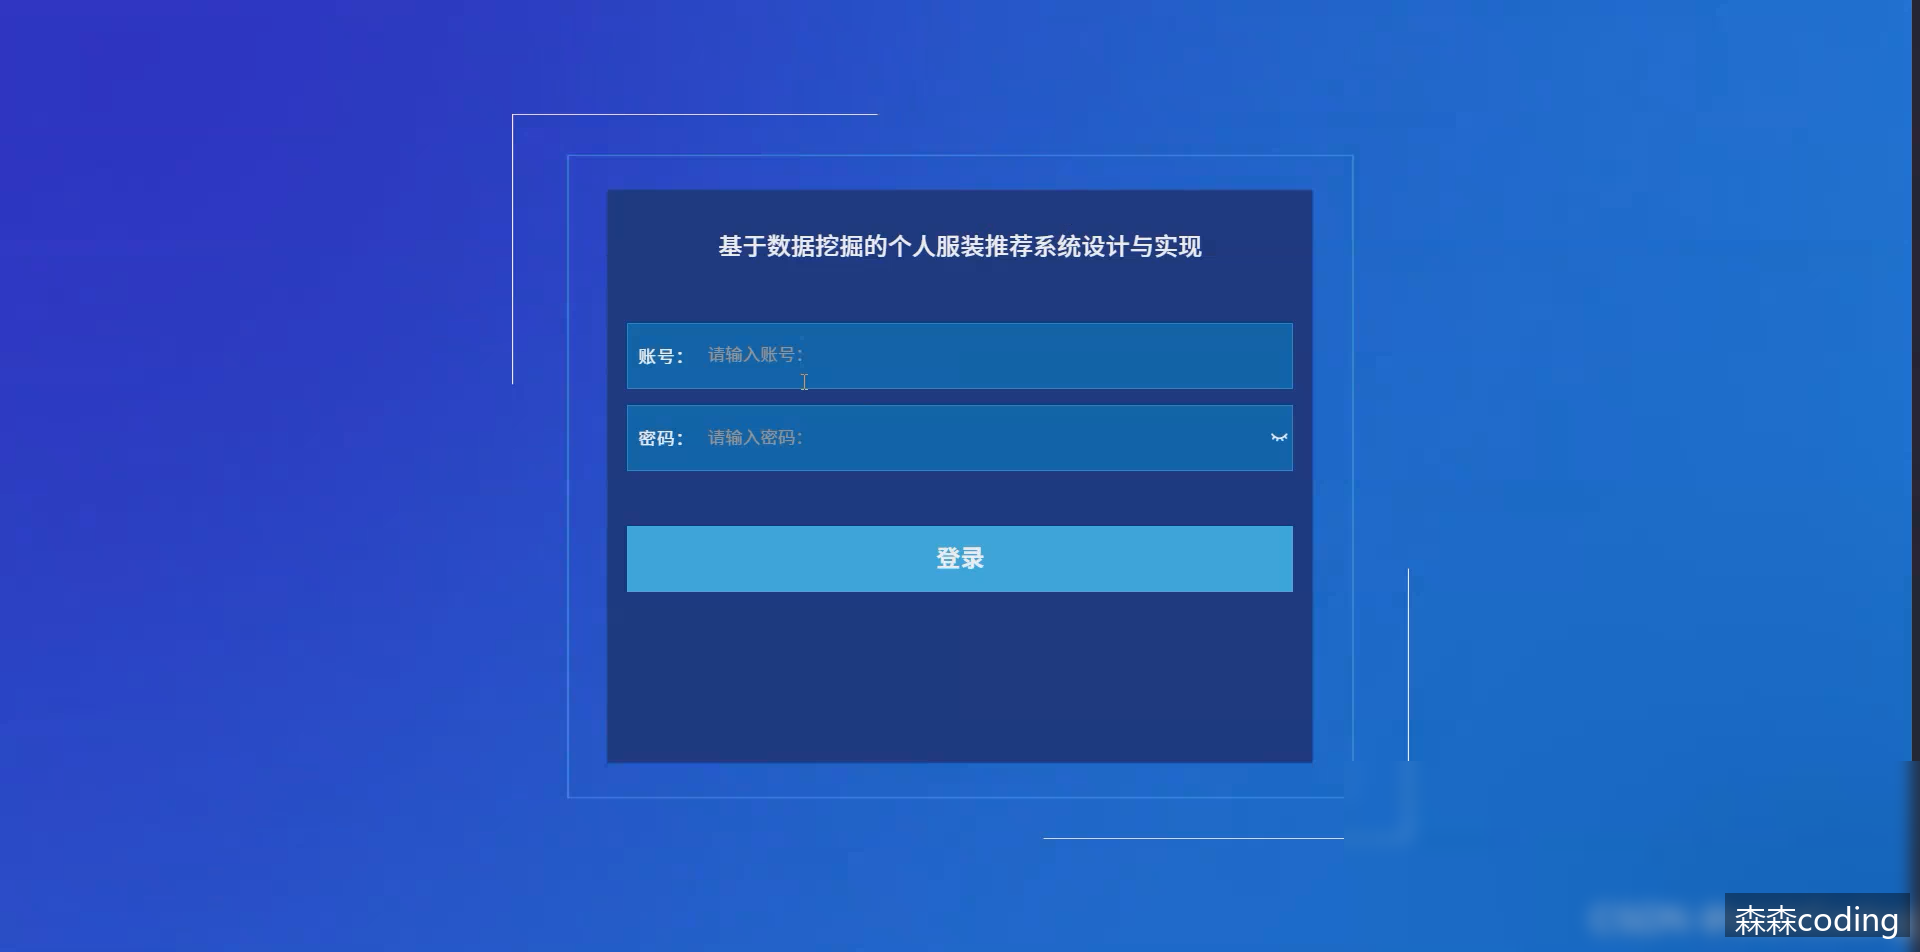 基于数据挖掘的个人服装推荐系统设计与实现
账号： 请输入账号：
密码： 请输入密码：
登录
森森coding